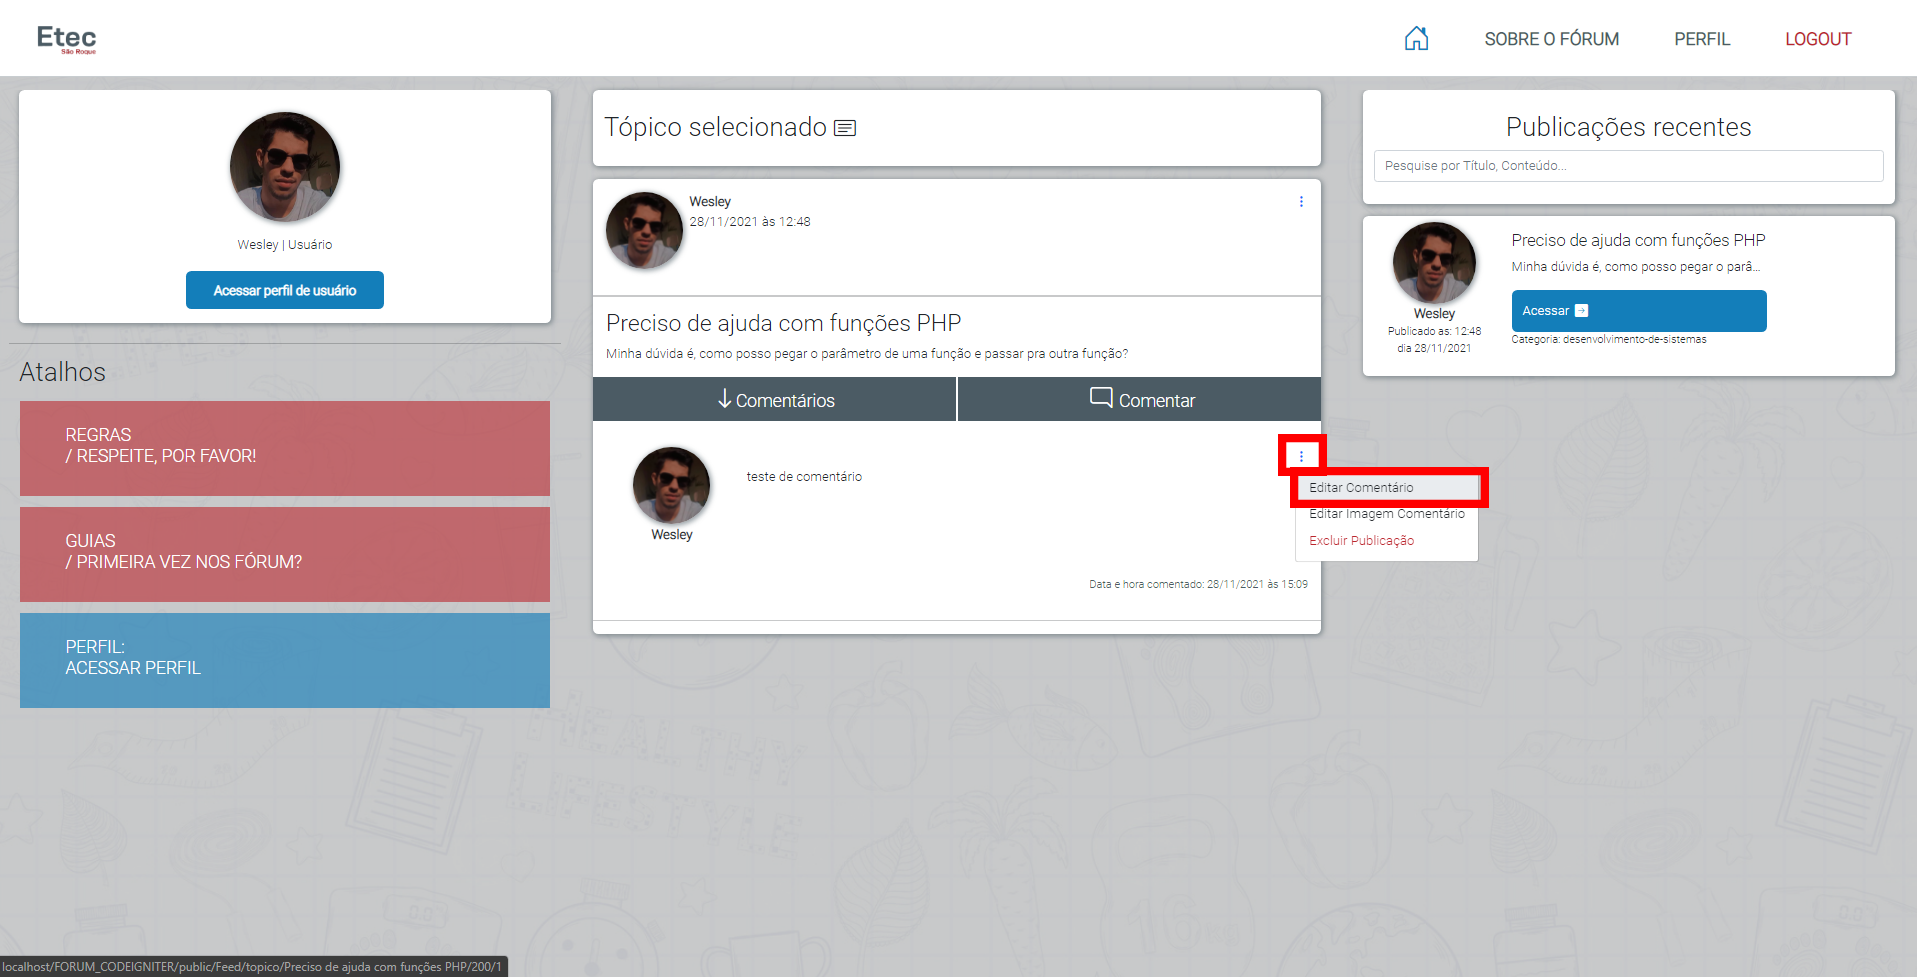 Etec
São Roque
SOBRE O FÓRUM
PERFIL
LOGOUT
Wesley | Usuário
Acessar perfil de usuário
Atalhos
REGRAS
/ RESPEITE, POR FAVOR!
GUIAS
/ PRIMEIRA VEZ NOS FÓRUM?
PERFIL:
ACESSAR PERFIL
Tópico selecionado
Wesley
28/11/2021 às 12:48
Preciso de ajuda com funções PHP
Minha dúvida é, como posso pegar o parâmetro de uma função e passar pra outra função?
Comentários
Comentar
teste de comentário
Wesley
Editar Comentário
Editar Imagem Comentário
Excluir Publicação
Data e hora comentado: 28/11/2021 às 15:09
Publicações recentes
Pesquise por Título, Conteúdo...
Preciso de ajuda com funções PHP
Minha dúvida é, como posso pegar o parâ...
Acessar
Categoria: desenvolvimento-de-sistemas
Wesley
Publicado as: 12:48
dia 28/11/2021
HEALTHY
LIFESTYLE
localhost/FORUM_CODEIGNITER/public/Feed/topico/Preciso de ajuda com funções PHP/200/1